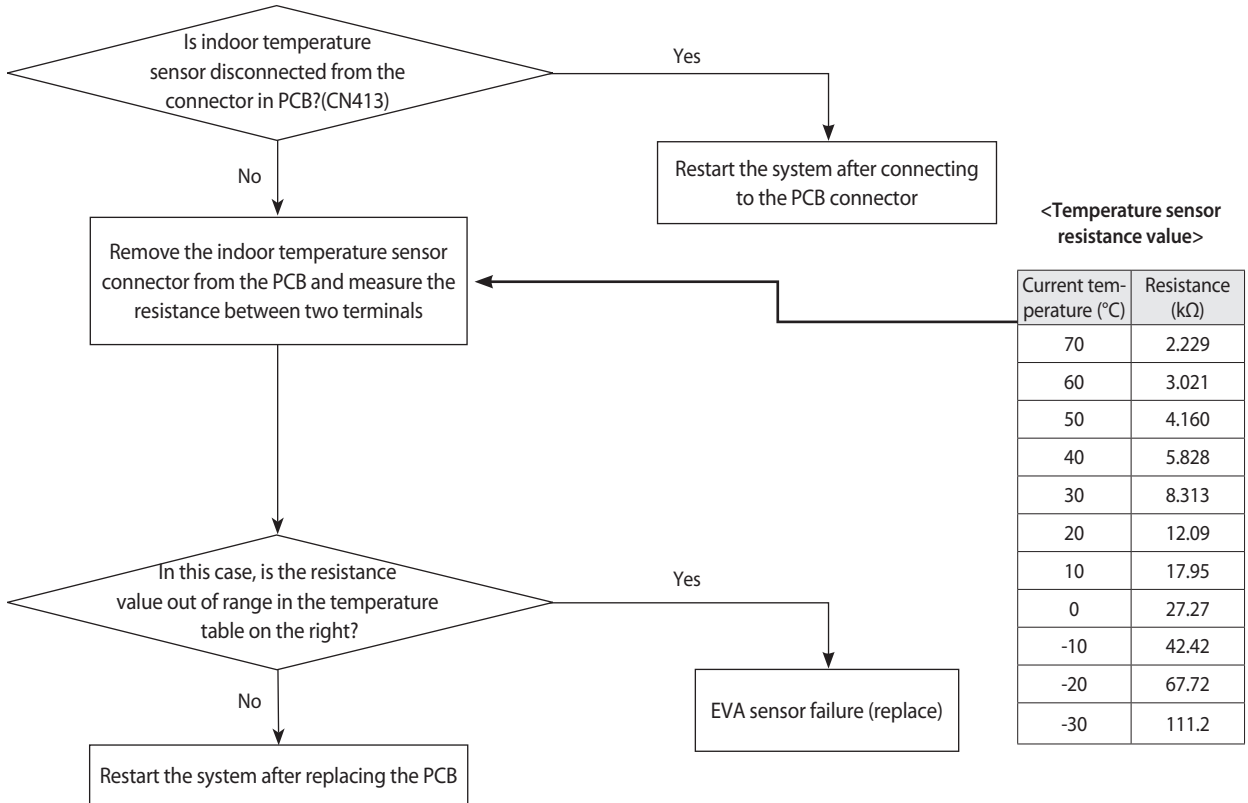 Is indoor temperature
sensor disconnected from the
connector in PCB?(CN413)
Yes
Restart the system after connecting
to the PCB connector
No
Remove the indoor temperature sensor
connector from the PCB and measure the
resistance between two terminals
In this case, is the resistance
value out of range in the temperature
table on the right?
Yes
EVA sensor failure (replace)
No
Restart the system after replacing the PCB
<Temperature sensor
resistance value>
Current tem- Resistance
perature (°C) (kΩ)
70 2.229
60 3.021
50 4.160
40 5.828
30 8.313
20 12.09
10 17.95
0 27.27
-10 42.42
-20 67.72
-30 111.2